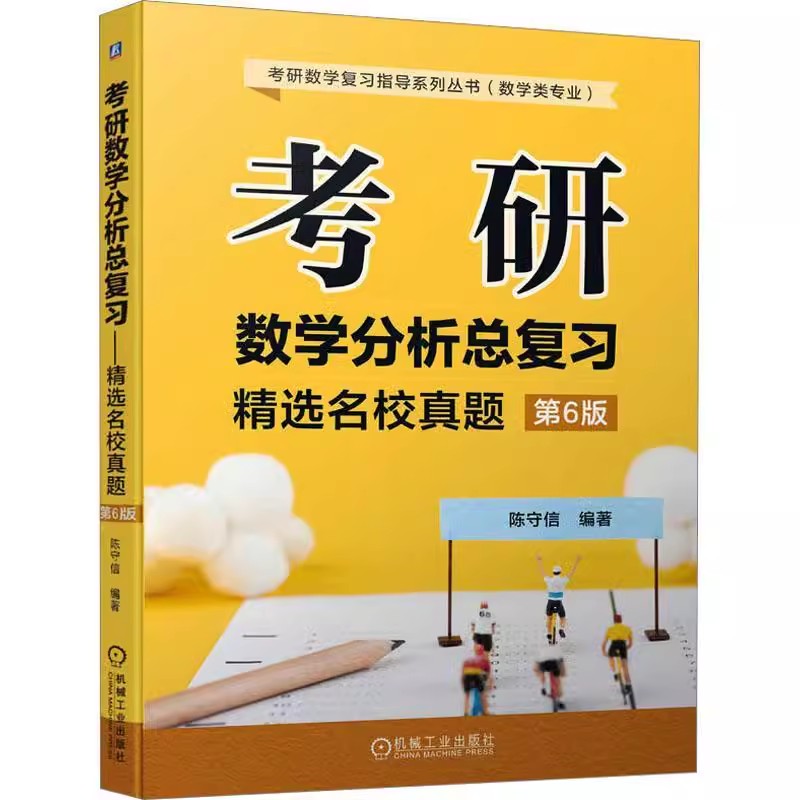 考研数学复习指导系列丛书（数学类专业）
考研
数学分析总复习
精选名校真题 第6版
陈守信 编著
68
机械工业出版社
CHINA MACHINE PRESS
考研数学分析总复习——精选名校真题
第6版
陈守信 编著
机械工业出版社
CHINA MACHINE PRESS